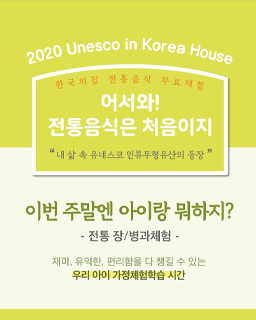 2020 Unesco in Korea House
한국의집 전통음식 무료체험
어서와!
전통음식은 처음이지
“ 내 삶 속 유네스코 인류무형유산의 등장 ”
이번 주말엔 아이랑 뭐하지?
- 전통 장/병과체험 -
재미, 유익한, 편리함을 다 챙길 수 있는
우리 아이 가정체험학습 시간